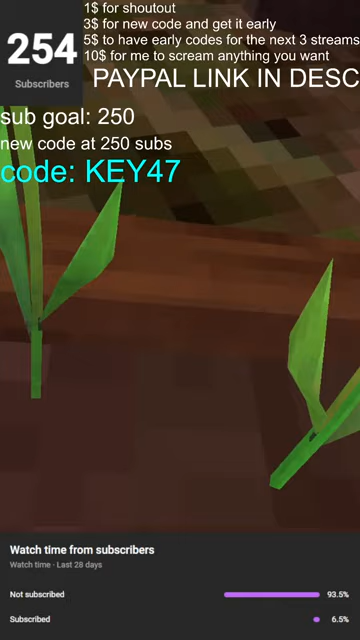 254
Subscribers
1$ for shoutout
3$ for new code and get it early
5$ to have early codes for the next 3 streams
10$ for me to scream anything you want
PAYPAL LINK IN DESC
sub goal: 250
new code at 250 subs
code: KEY47
Watch time from subscribers
Watch time · Last 28 days
Not subscribed 93.5%
Subscribed 6.5%